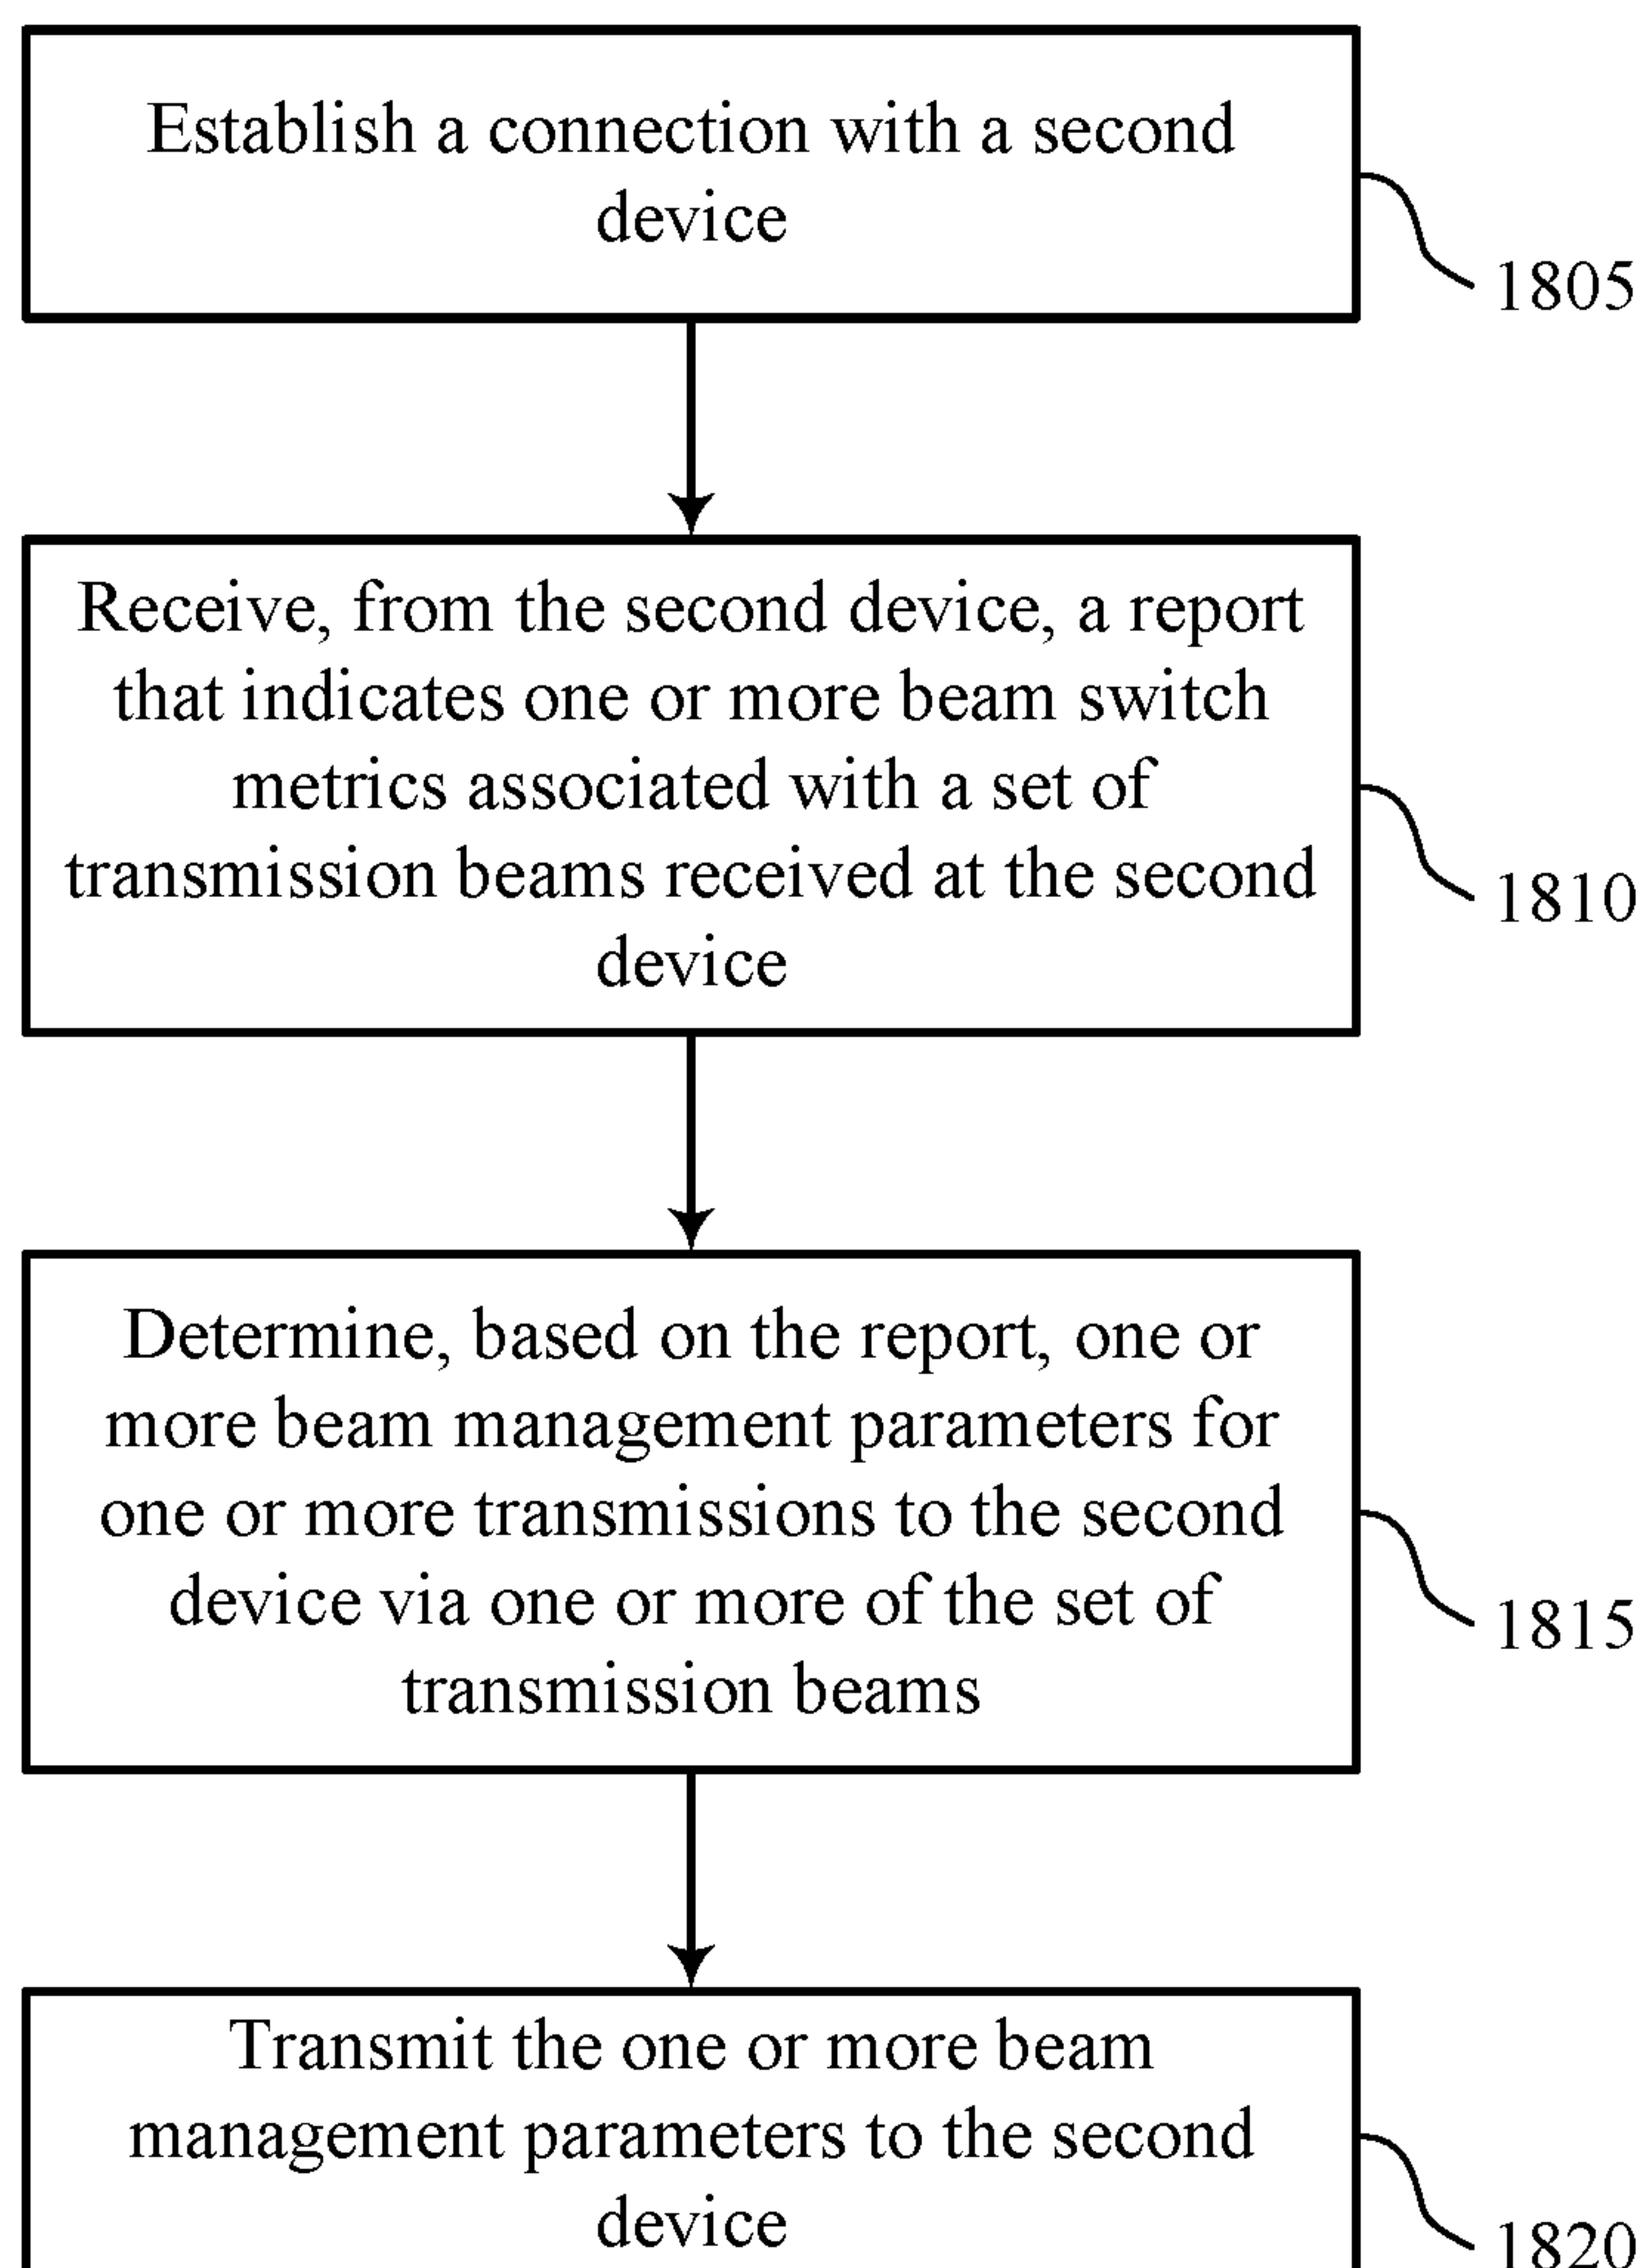 Establish a connection with a second
device
1805
Receive, from the second device, a report
that indicates one or more beam switch
metrics associated with a set of
transmission beams received at the second
device
1810
Determine, based on the report, one or
more beam management parameters for
one or more transmissions to the second
device via one or more of the set of
transmission beams
1815
Transmit the one or more beam
management parameters to the second
device
1820